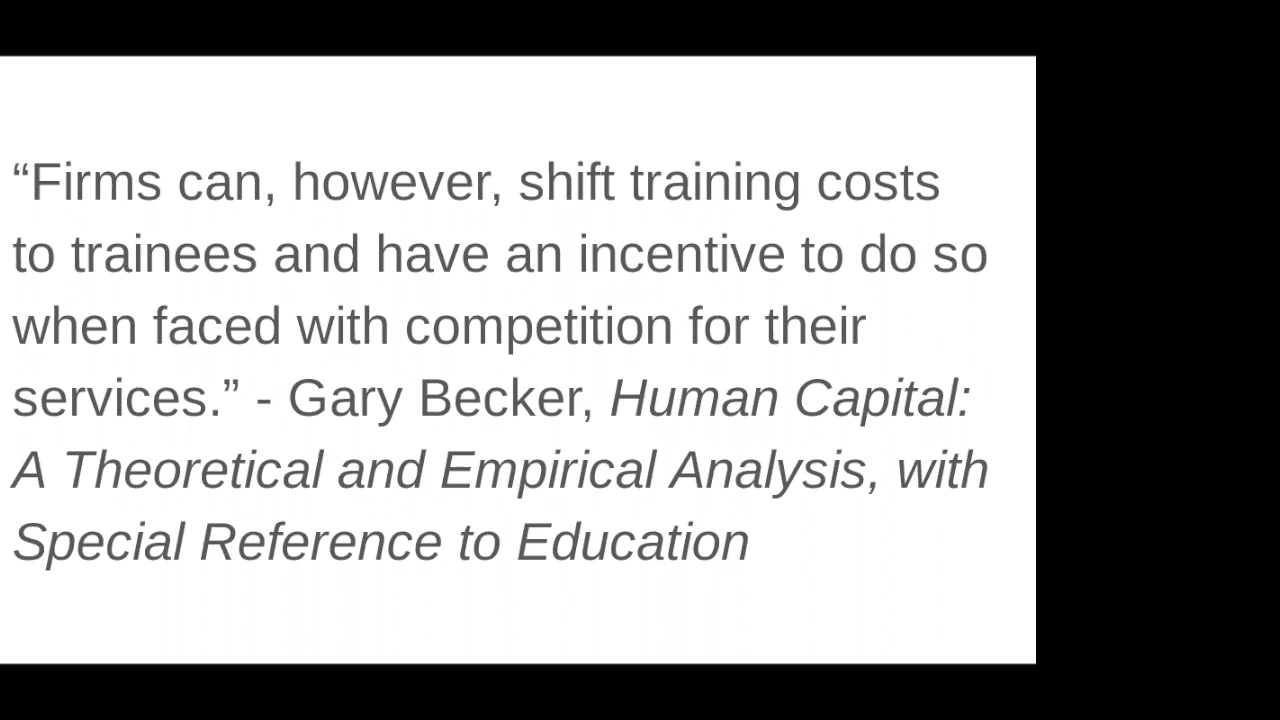 “Firms can, however, shift training costs
to trainees and have an incentive to do so
when faced with competition for their
services.” - Gary Becker, Human Capital:
A Theoretical and Empirical Analysis, with
Special Reference to Education